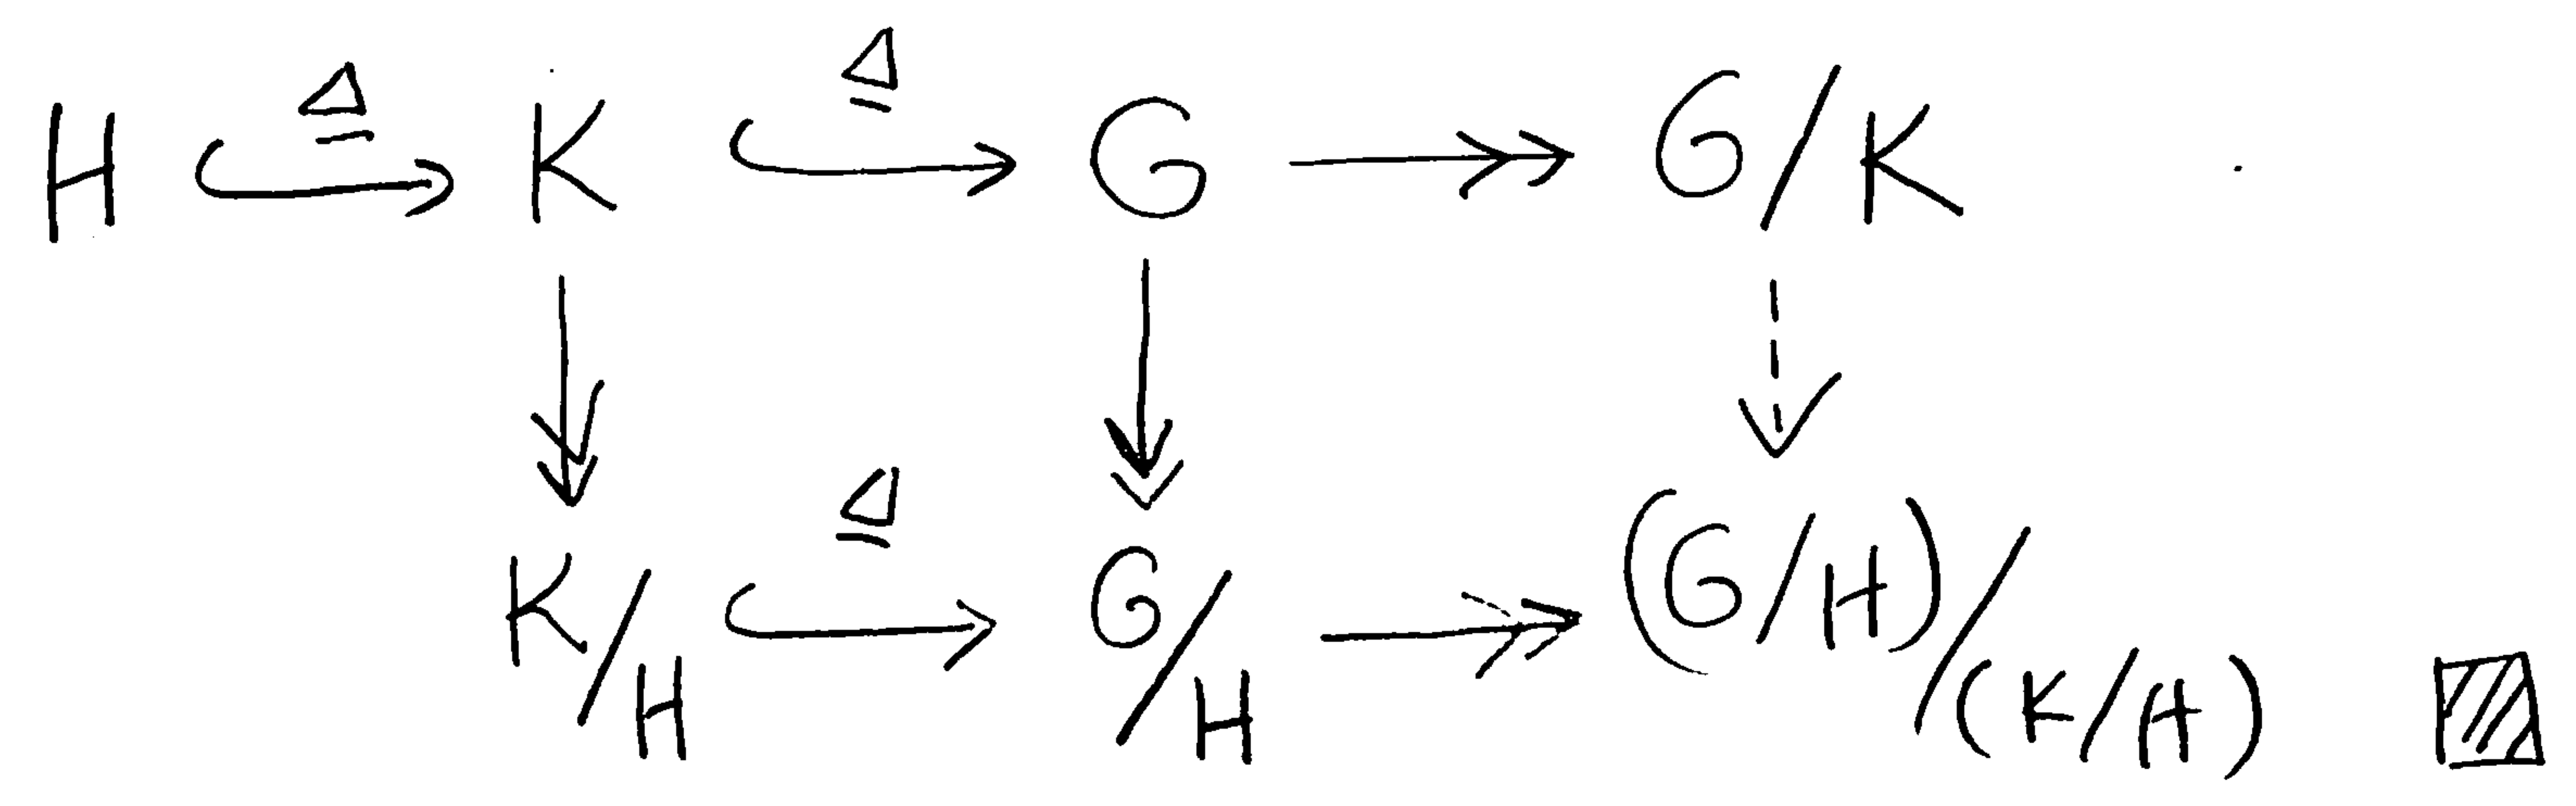 H ⊴ K ⊴ G G/K
K/H ⊴ G/H (G/H)/(K/H)